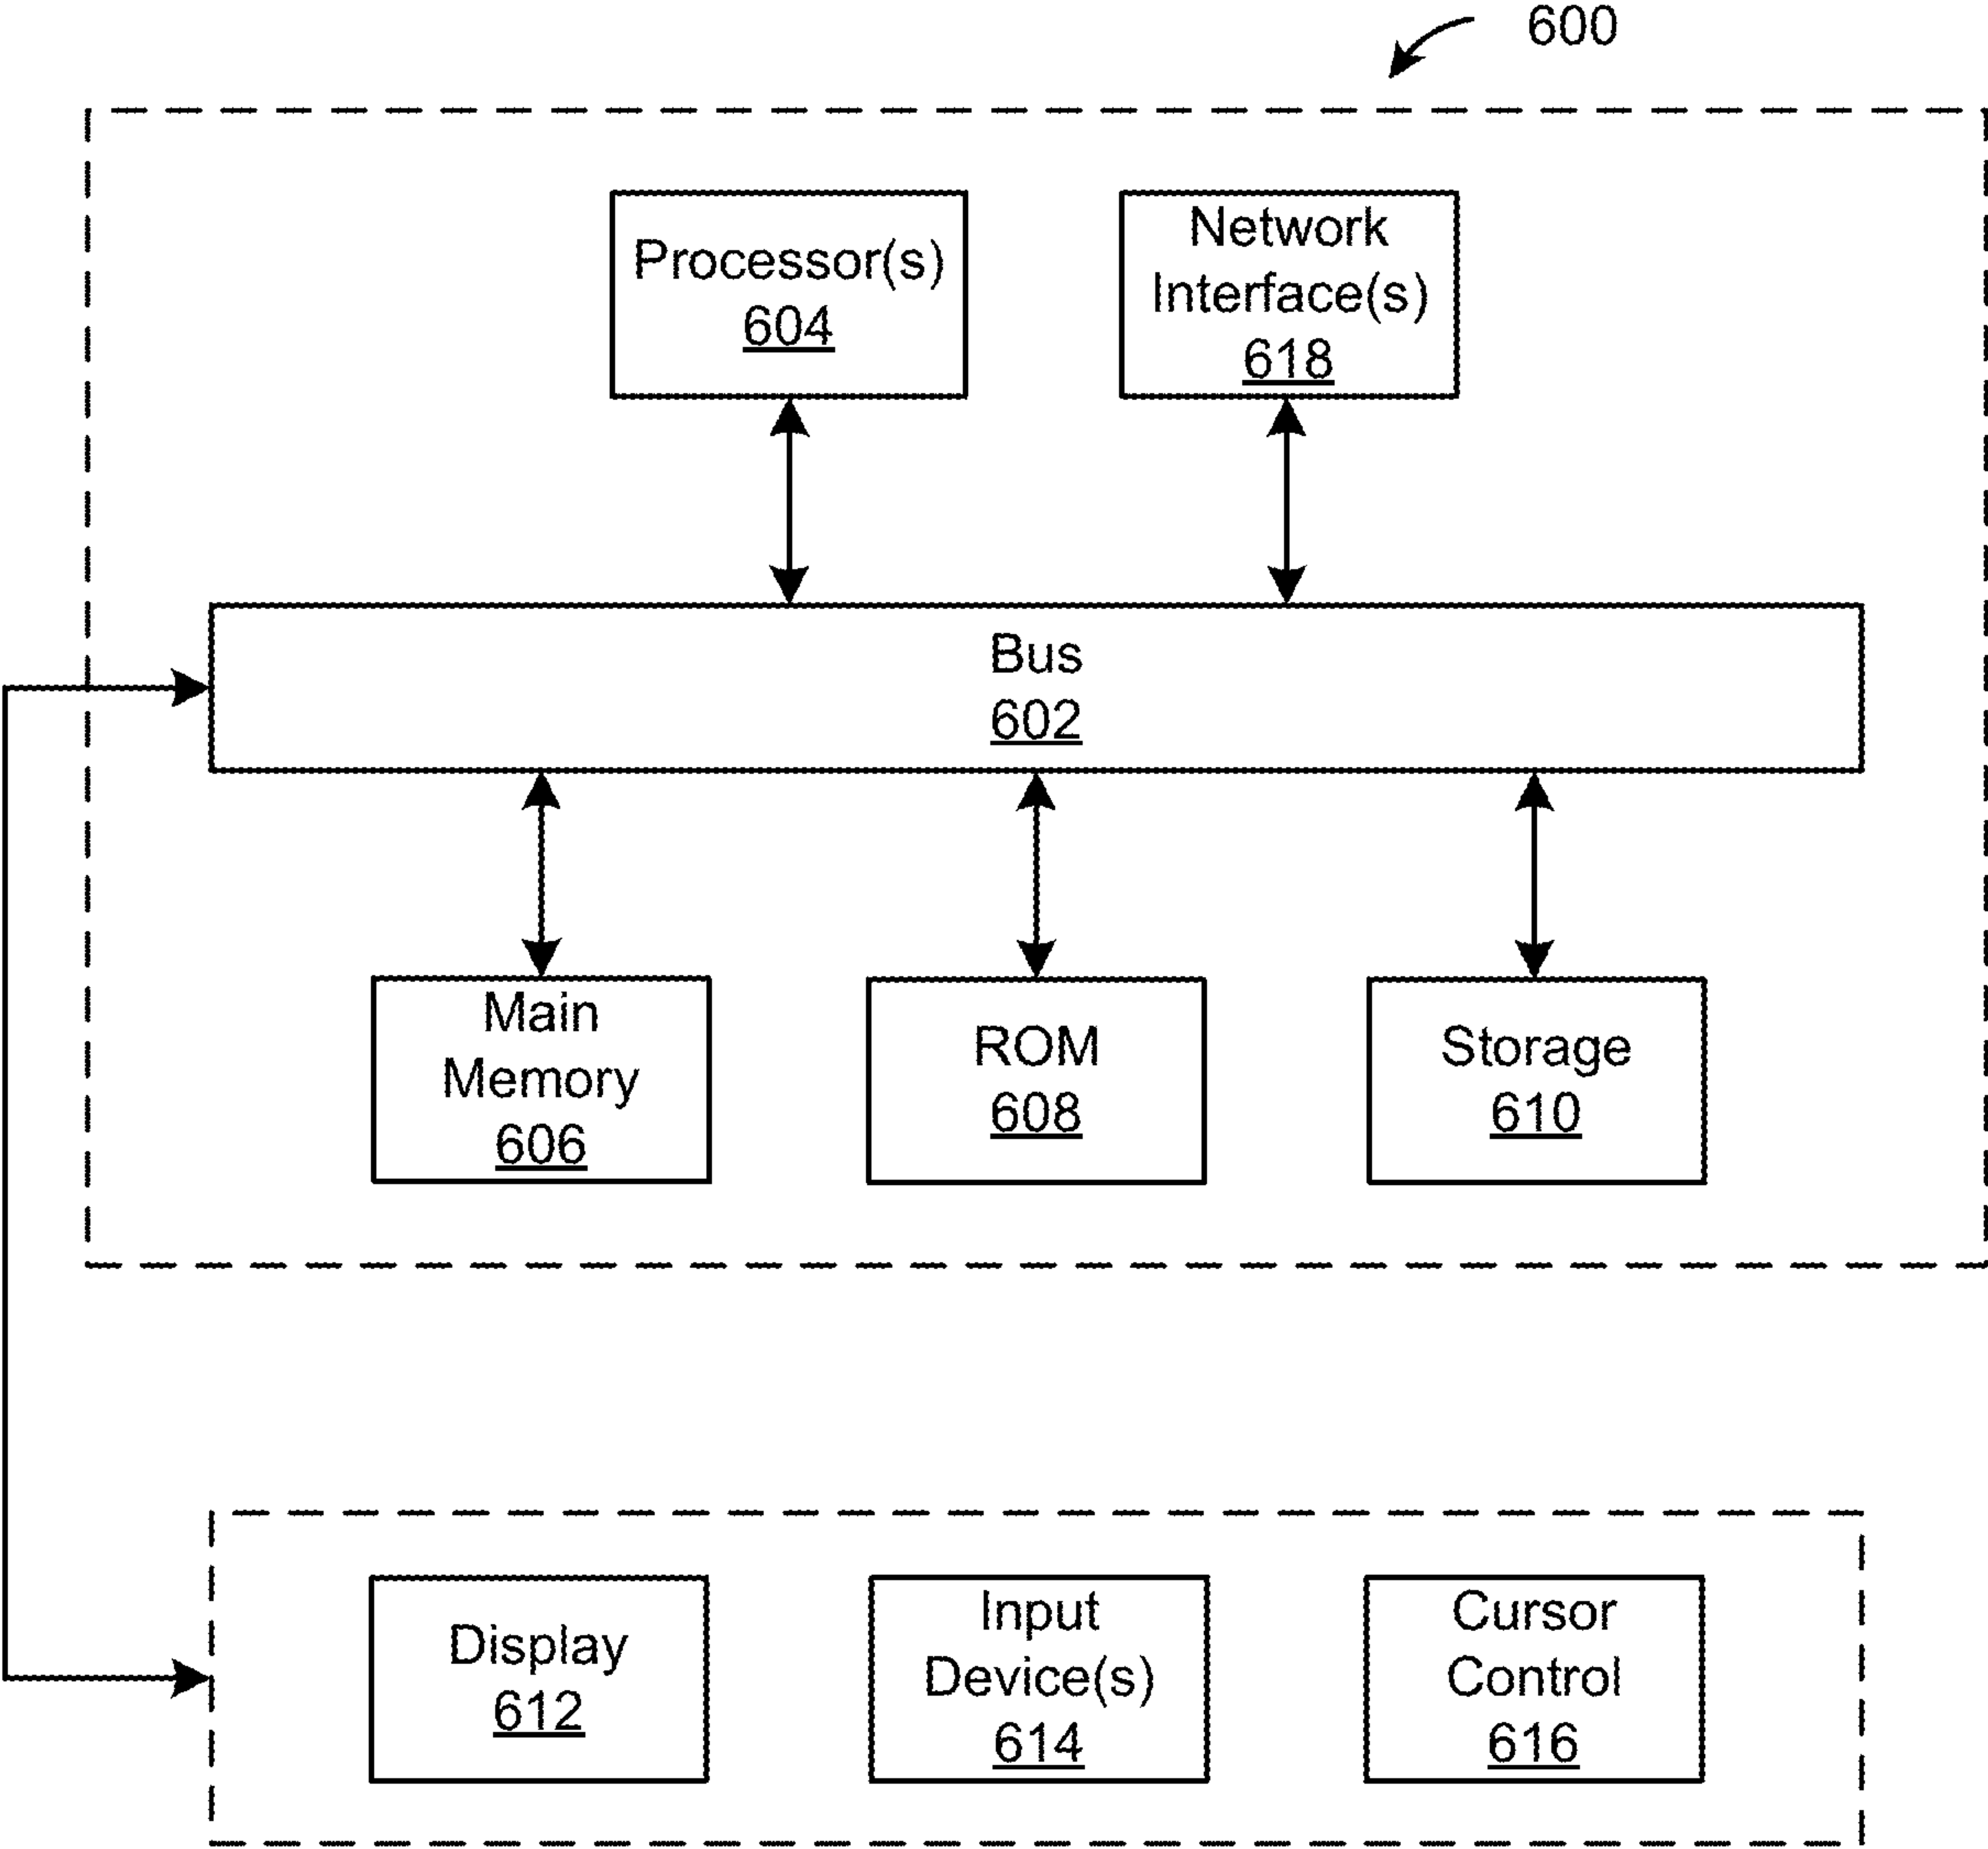 600
Processor(s)
604
Network
Interface(s)
618
Bus
602
Main
Memory
606
ROM
608
Storage
610
Display
612
Input
Device(s)
614
Cursor
Control
616